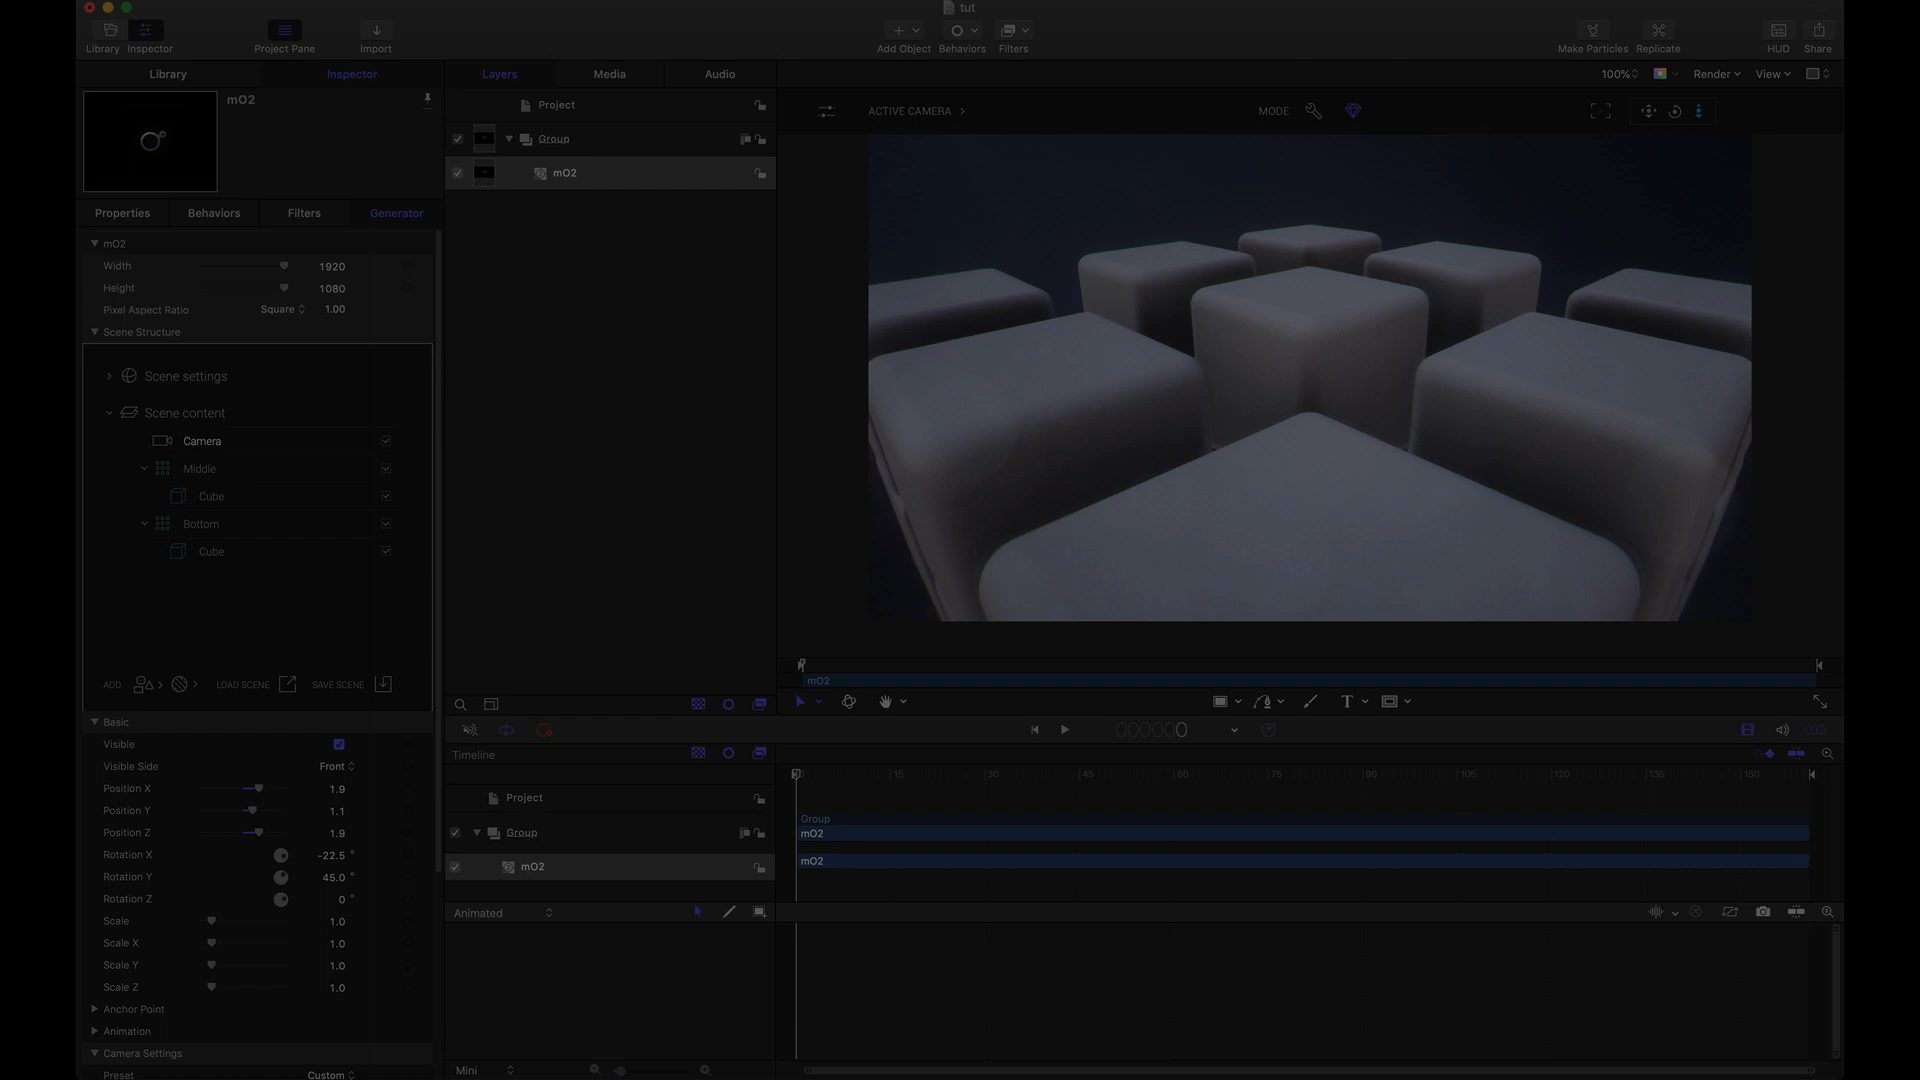 tut
Library
Inspector
Project Pane
Import
Add Object
Behaviors
Filters
Make Particles
Replicate
HUD
Share
Library
Inspector
Layers
Media
Audio
100%
Render
View
mO2
Project
Group
mO2
ACTIVE CAMERA
MODE
Properties
Behaviors
Filters
Generator
mO2
Width 1920
Height 1080
Pixel Aspect Ratio Square 1.00
Scene Structure
Scene settings
Scene content
Camera
Middle
Cube
Bottom
Cube
ADD
LOAD SCENE
SAVE SCENE
Basic
Visible
Visible Side Front
Position X 1.9
Position Y 1.1
Position Z 1.9
Rotation X -22.5 °
Rotation Y 45.0 °
Rotation Z 0 °
Scale 1.0
Scale X 1.0
Scale Y 1.0
Scale Z 1.0
Anchor Point
Animation
Camera Settings
Preset Custom
mO2
0000000
Timeline
15 30 45 60 75 90 105 120 135 150
Project
Group
mO2
Group
mO2
mO2
Animated
Mini